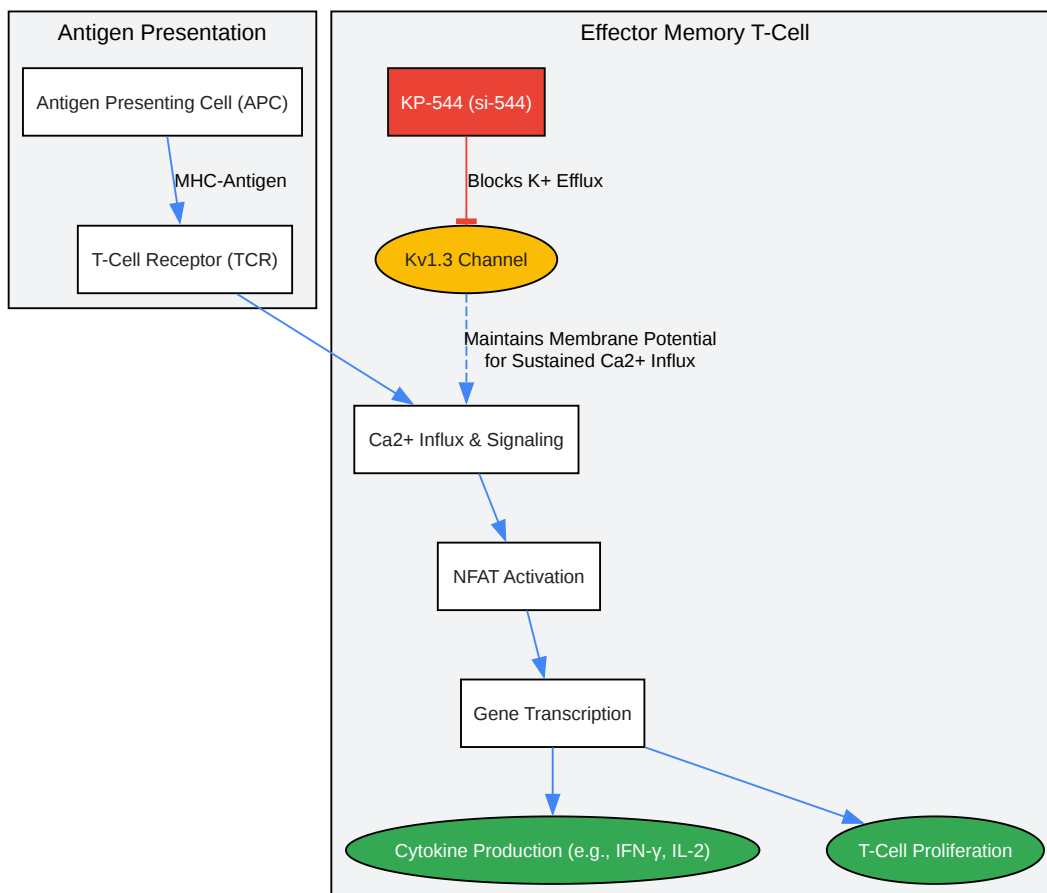 Antigen Presentation
Antigen Presenting Cell (APC)
MHC-Antigen
T-Cell Receptor (TCR)
Effector Memory T-Cell
KP-544 (si-544)
Blocks K+ Efflux
Kv1.3 Channel
Maintains Membrane Potential
for Sustained Ca2+ Influx
Ca2+ Influx & Signaling
NFAT Activation
Gene Transcription
Cytokine Production (e.g., IFN-γ, IL-2)
T-Cell Proliferation